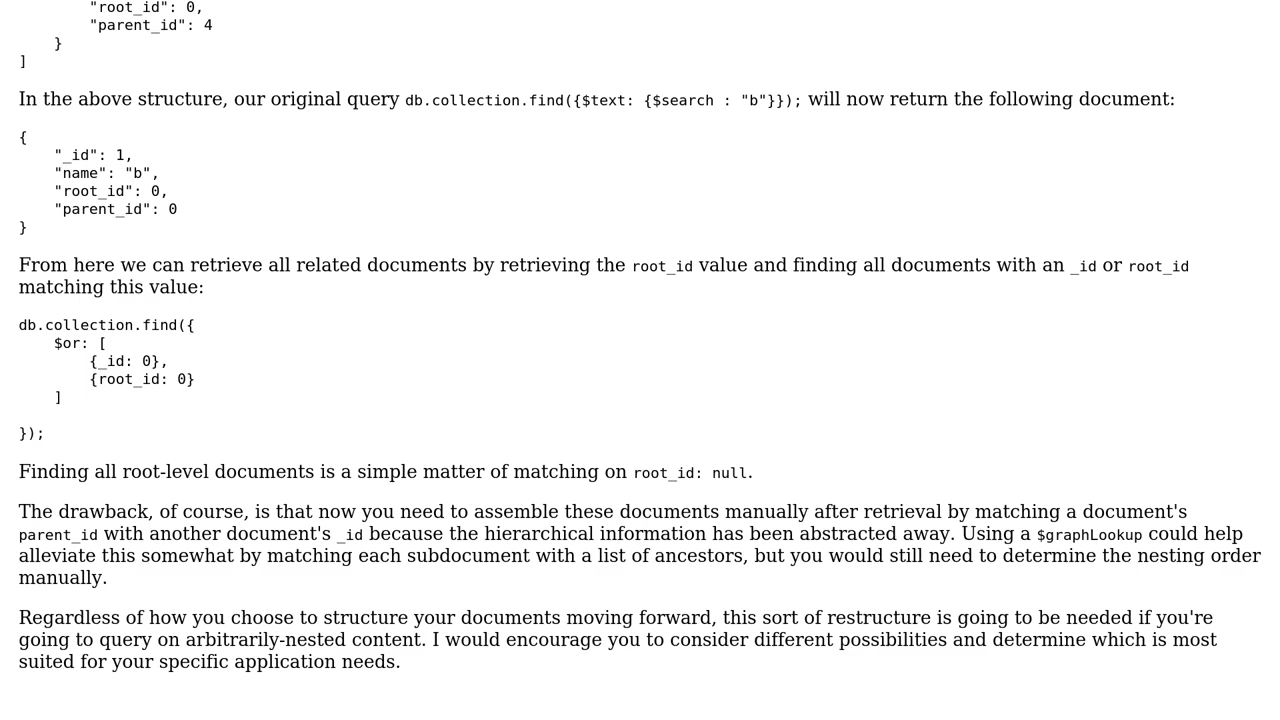 "root_id": 0,
        "parent_id": 4
    }
]
In the above structure, our original query db.collection.find({$text: {$search : "b"}}); will now return the following document:
{
    "_id": 1,
    "name": "b",
    "root_id": 0,
    "parent_id": 0
}
From here we can retrieve all related documents by retrieving the root_id value and finding all documents with an _id or root_id
matching this value:
db.collection.find({
    $or: [
        {_id: 0},
        {root_id: 0}
    ]
});
Finding all root-level documents is a simple matter of matching on root_id: null.
The drawback, of course, is that now you need to assemble these documents manually after retrieval by matching a document's
parent_id with another document's _id because the hierarchical information has been abstracted away. Using a $graphLookup could help
alleviate this somewhat by matching each subdocument with a list of ancestors, but you would still need to determine the nesting order
manually.
Regardless of how you choose to structure your documents moving forward, this sort of restructure is going to be needed if you're
going to query on arbitrarily-nested content. I would encourage you to consider different possibilities and determine which is most
suited for your specific application needs.